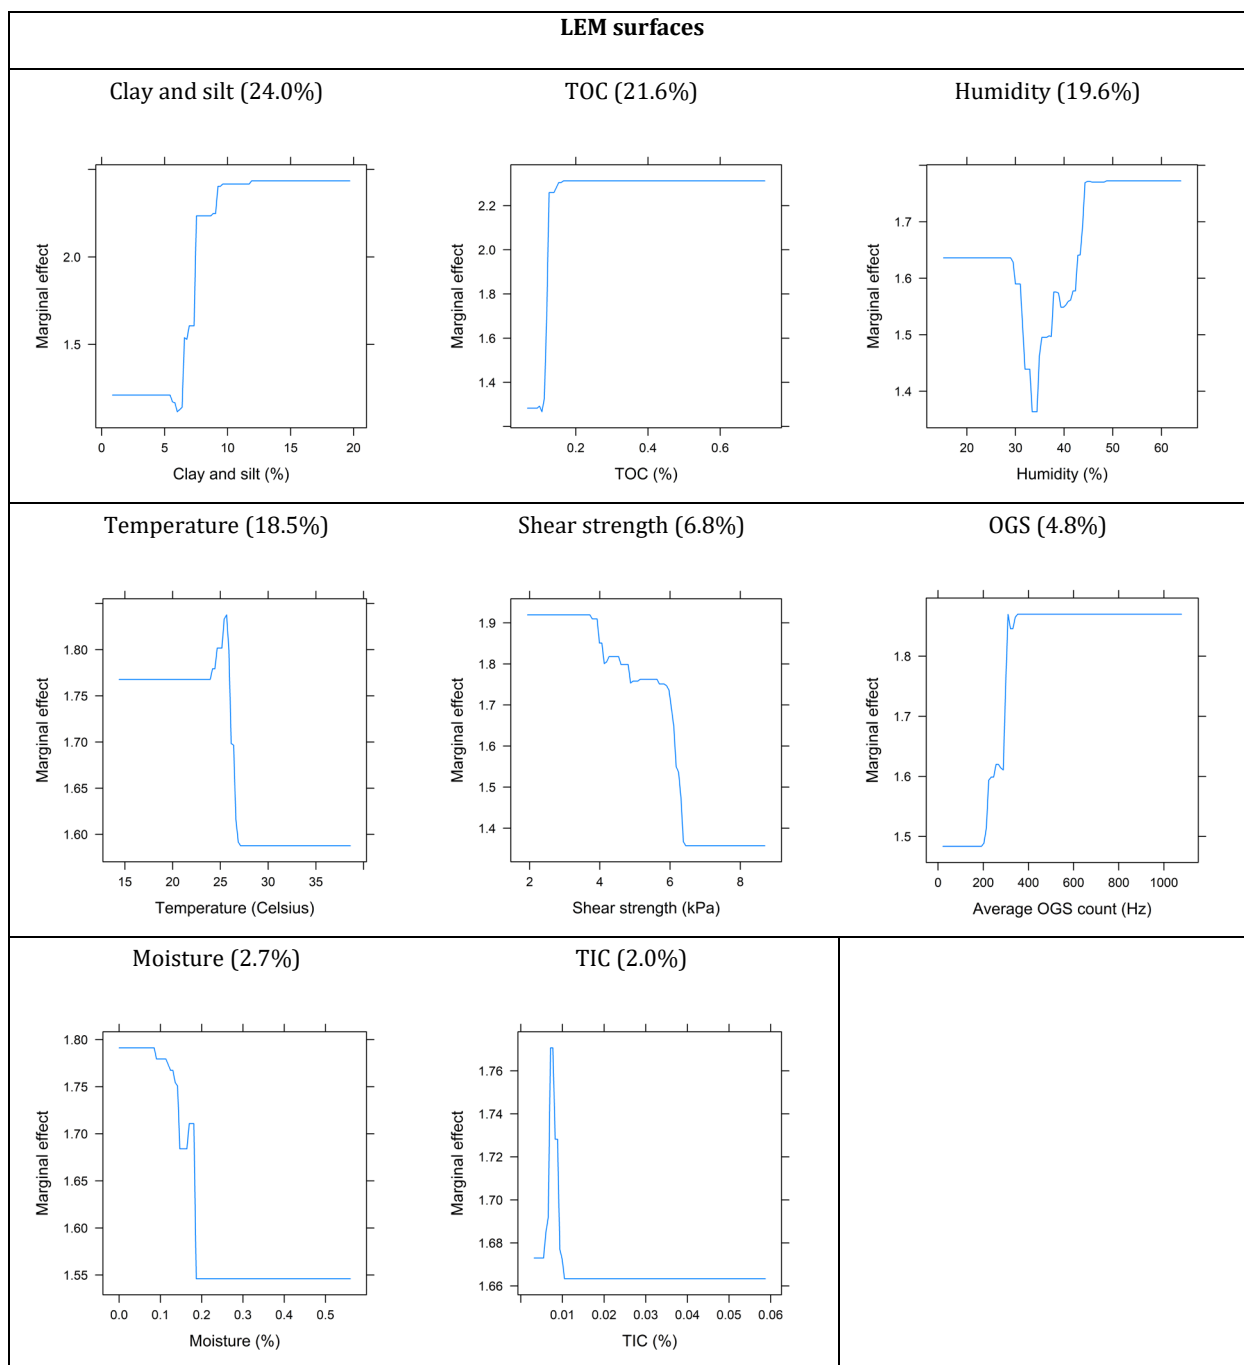 LEM surfaces
Clay and silt (24.0%)
TOC (21.6%)
Humidity (19.6%)
Marginal effect
2.0
1.5
0 5 10 15 20
Clay and silt (%)
Marginal effect
2.2
2.0
1.8
1.6
1.4
0.2 0.4 0.6
TOC (%)
Marginal effect
1.7
1.6
1.5
1.4
20 30 40 50 60
Humidity (%)
Temperature (18.5%)
Shear strength (6.8%)
OGS (4.8%)
Marginal effect
1.80
1.75
1.70
1.65
1.60
15 20 25 30 35
Temperature (Celsius)
Marginal effect
1.9
1.8
1.7
1.6
1.5
1.4
2 4 6 8
Shear strength (kPa)
Marginal effect
1.8
1.7
1.6
1.5
0 200 400 600 800 1000
Average OGS count (Hz)
Moisture (2.7%)
TIC (2.0%)
Marginal effect
1.80
1.75
1.70
1.65
1.60
1.55
0.0 0.1 0.2 0.3 0.4 0.5
Moisture (%)
Marginal effect
1.76
1.74
1.72
1.70
1.68
1.66
0.01 0.02 0.03 0.04 0.05 0.06
TIC (%)